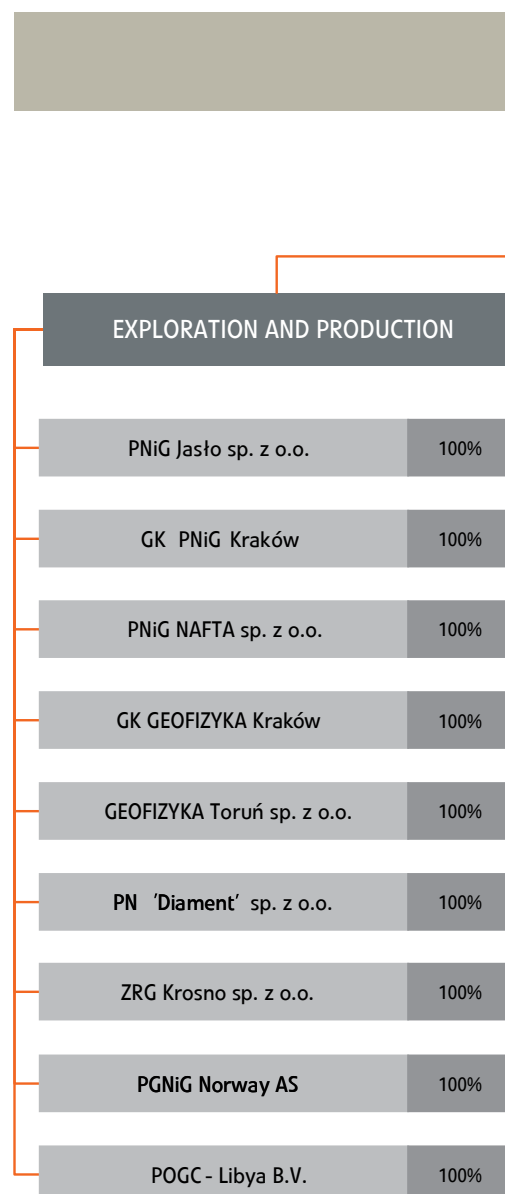 EXPLORATION AND PRODUCTION
PNiG Jasło sp. z o.o. 100%
GK PNiG Kraków 100%
PNiG NAFTA sp. z o.o. 100%
GK GEOFIZYKA Kraków 100%
GEOFIZYKA Toruń sp. z o.o. 100%
PN 'Diament' sp. z o.o. 100%
ZRG Krosno sp. z o.o. 100%
PGNiG Norway AS 100%
POGC - Libya B.V. 100%